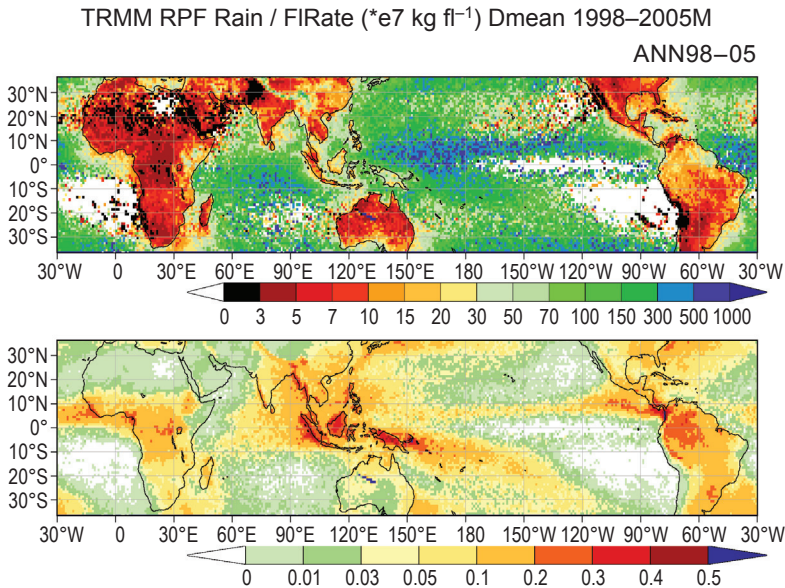 TRMM RPF Rain / FlRate (*e7 kg fl⁻¹) Dmean 1998–2005M
ANN98–05
30°N
20°N
10°N
0°
10°S
20°S
30°S
30°W 0 30°E 60°E 90°E 120°E 150°E 180° 150°W 120°W 90°W 60°W 30°W
0 3 5 7 10 15 20 30 50 70 100 150 300 500 1000
30°N
20°N
10°N
0°
10°S
20°S
30°S
30°W 0 30°E 60°E 90°E 120°E 150°E 180° 150°W 120°W 90°W 60°W 30°W
0 0.01 0.03 0.05 0.1 0.2 0.3 0.4 0.5